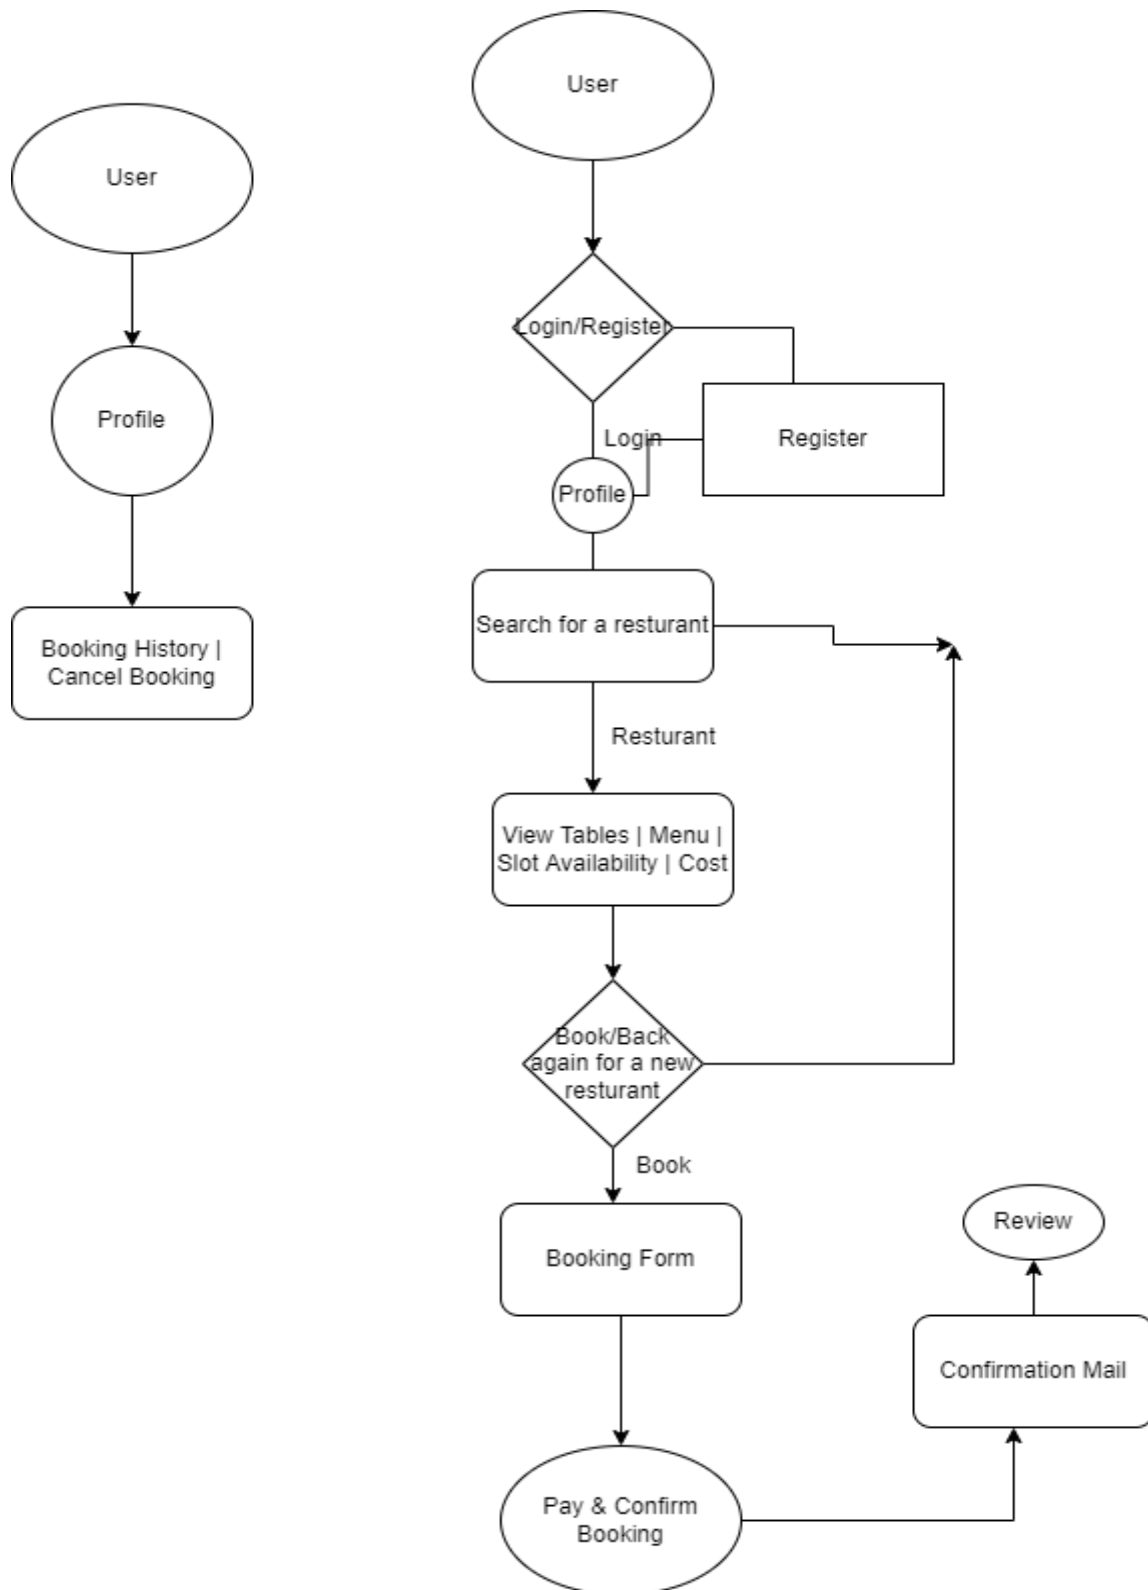 User
User
Profile
Booking History |
Cancel Booking
Login/Register
Login
Register
Profile
Search for a resturant
Resturant
View Tables | Menu |
Slot Availability | Cost
Book/Back
again for a new
resturant
Book
Booking Form
Review
Confirmation Mail
Pay & Confirm
Booking